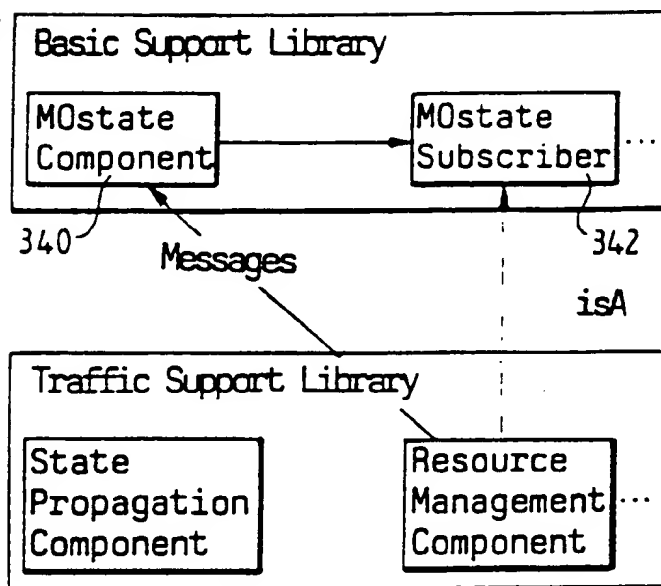 Basic Support Library
MOstate
Component
MOstate
Subscriber
...
340
342
Messages
isA
Traffic Support Library
State
Propagation
Component
Resource
Management
Component
...